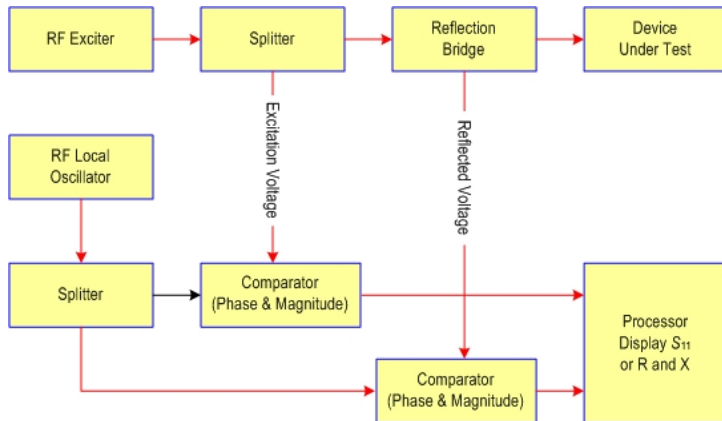 RF Exciter
Splitter
Reflection
Bridge
Device
Under Test
Excitation Voltage
Reflected Voltage
RF Local
Oscillator
Splitter
Comparator
(Phase & Magnitude)
Processor
Display S11
or R and X
Comparator
(Phase & Magnitude)